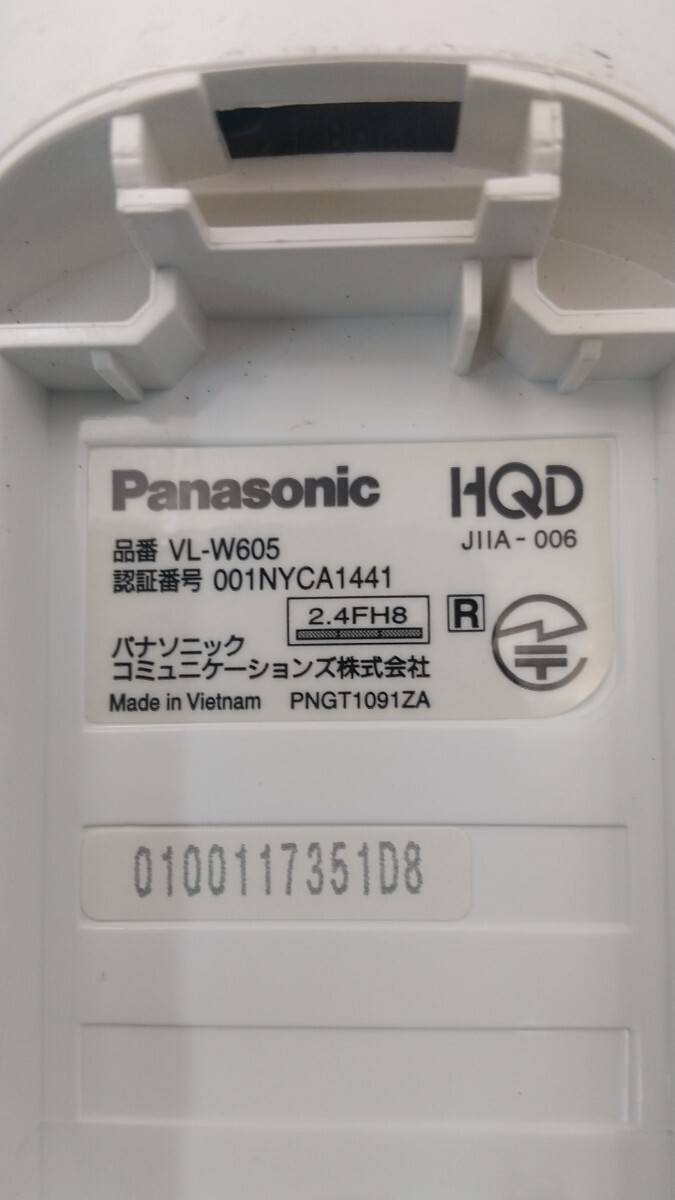 Panasonic
HQD
JIIA-006
品番 VL-W605
認証番号 001NYCA1441
2.4FH8
R
パナソニック
コミュニケーションズ株式会社
Made in Vietnam PNGT1091ZA
0100117351D8